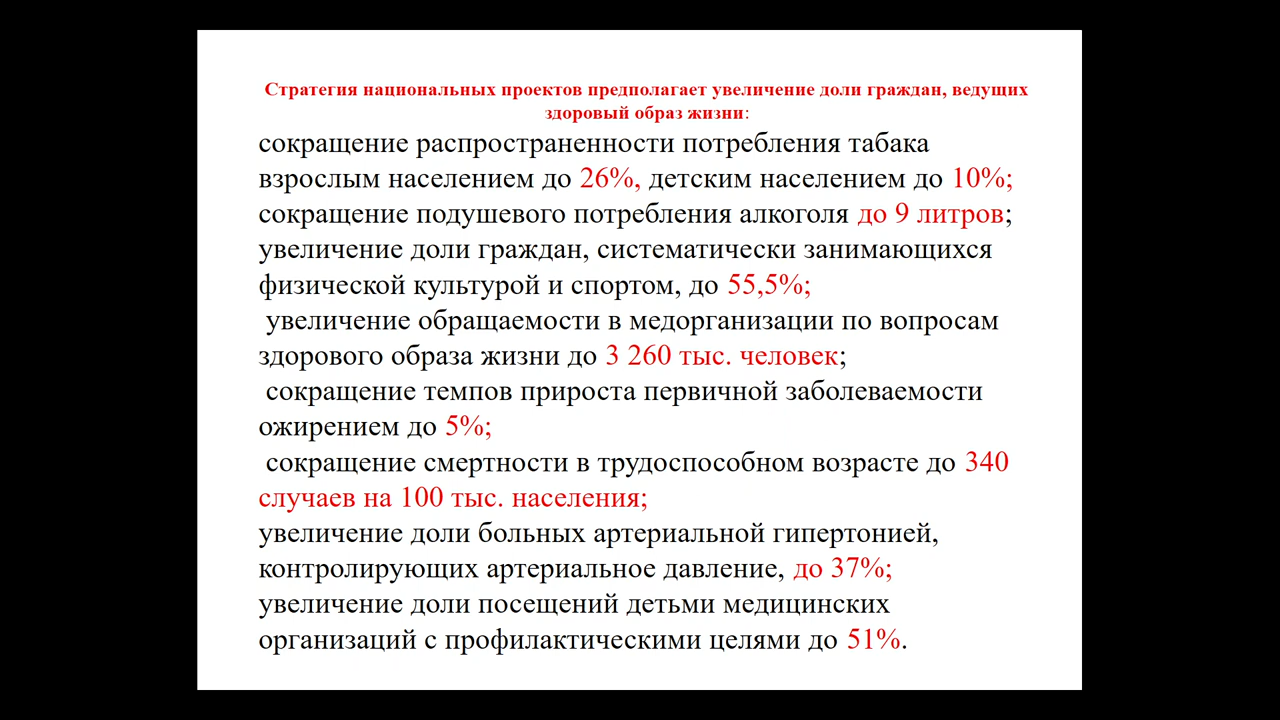 Стратегия национальных проектов предполагает увеличение доли граждан, ведущих
здоровый образ жизни:
сокращение распространенности потребления табака
взрослым населением до 26%, детским населением до 10%;
сокращение подушевого потребления алкоголя до 9 литров;
увеличение доли граждан, систематически занимающихся
физической культурой и спортом, до 55,5%;
увеличение обращаемости в медорганизации по вопросам
здорового образа жизни до 3 260 тыс. человек;
сокращение темпов прироста первичной заболеваемости
ожирением до 5%;
сокращение смертности в трудоспособном возрасте до 340
случаев на 100 тыс. населения;
увеличение доли больных артериальной гипертонией,
контролирующих артериальное давление, до 37%;
увеличение доли посещений детьми медицинских
организаций с профилактическими целями до 51%.